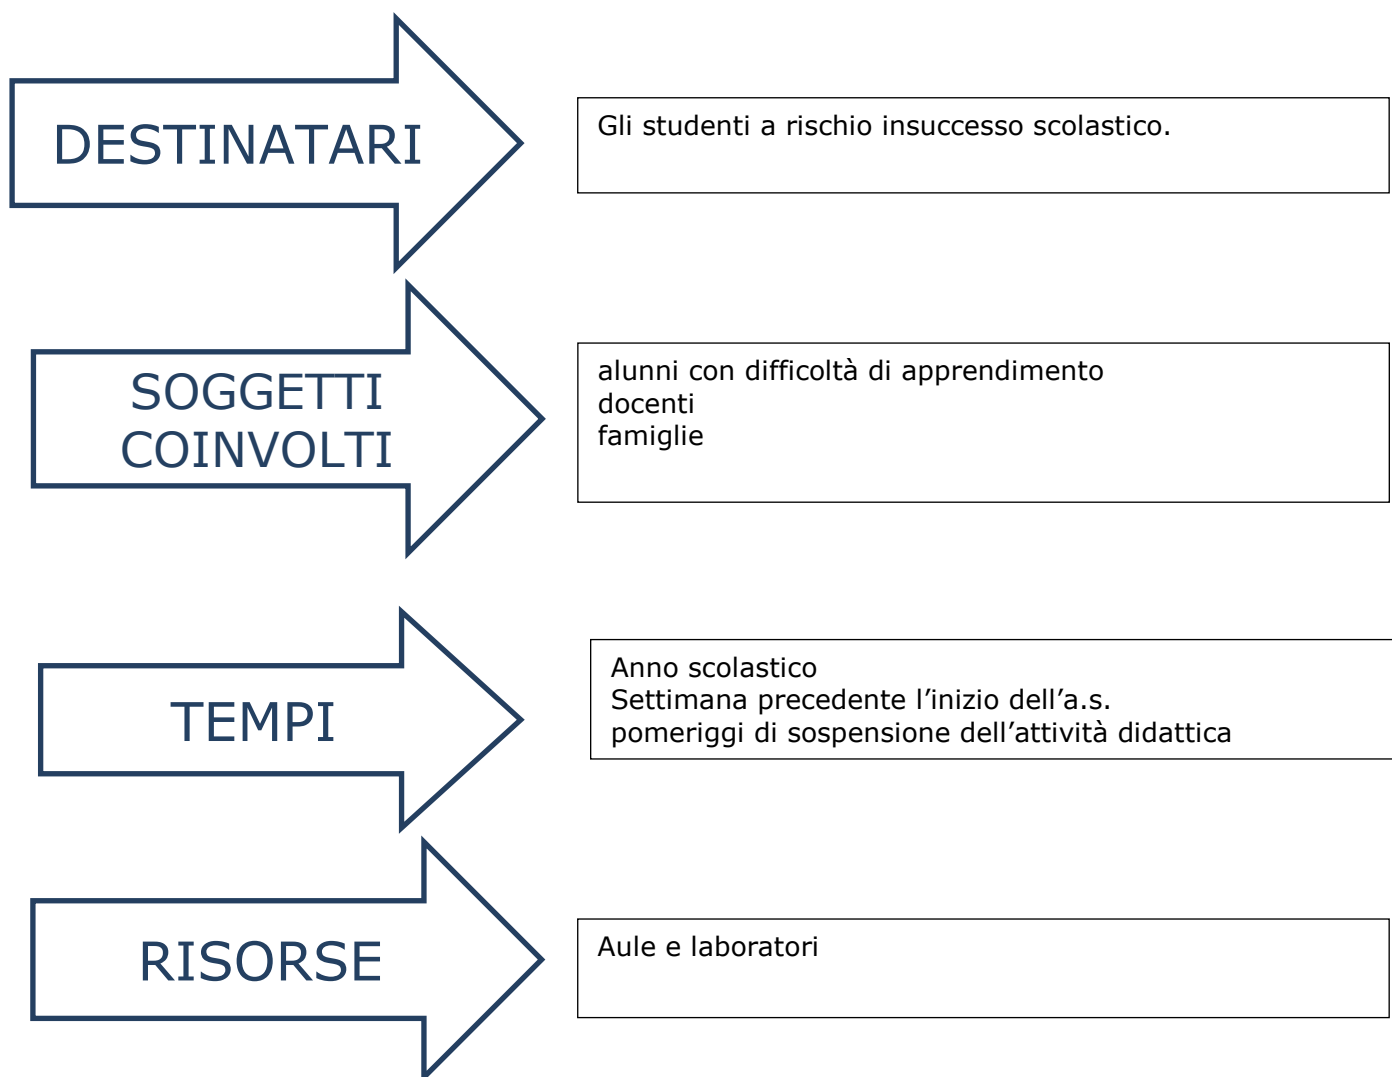 DESTINATARI
Gli studenti a rischio insuccesso scolastico.
SOGGETTI
COINVOLTI
alunni con difficoltà di apprendimento
docenti
famiglie
TEMPI
Anno scolastico
Settimana precedente l’inizio dell’a.s.
pomeriggi di sospensione dell’attività didattica
RISORSE
Aule e laboratori